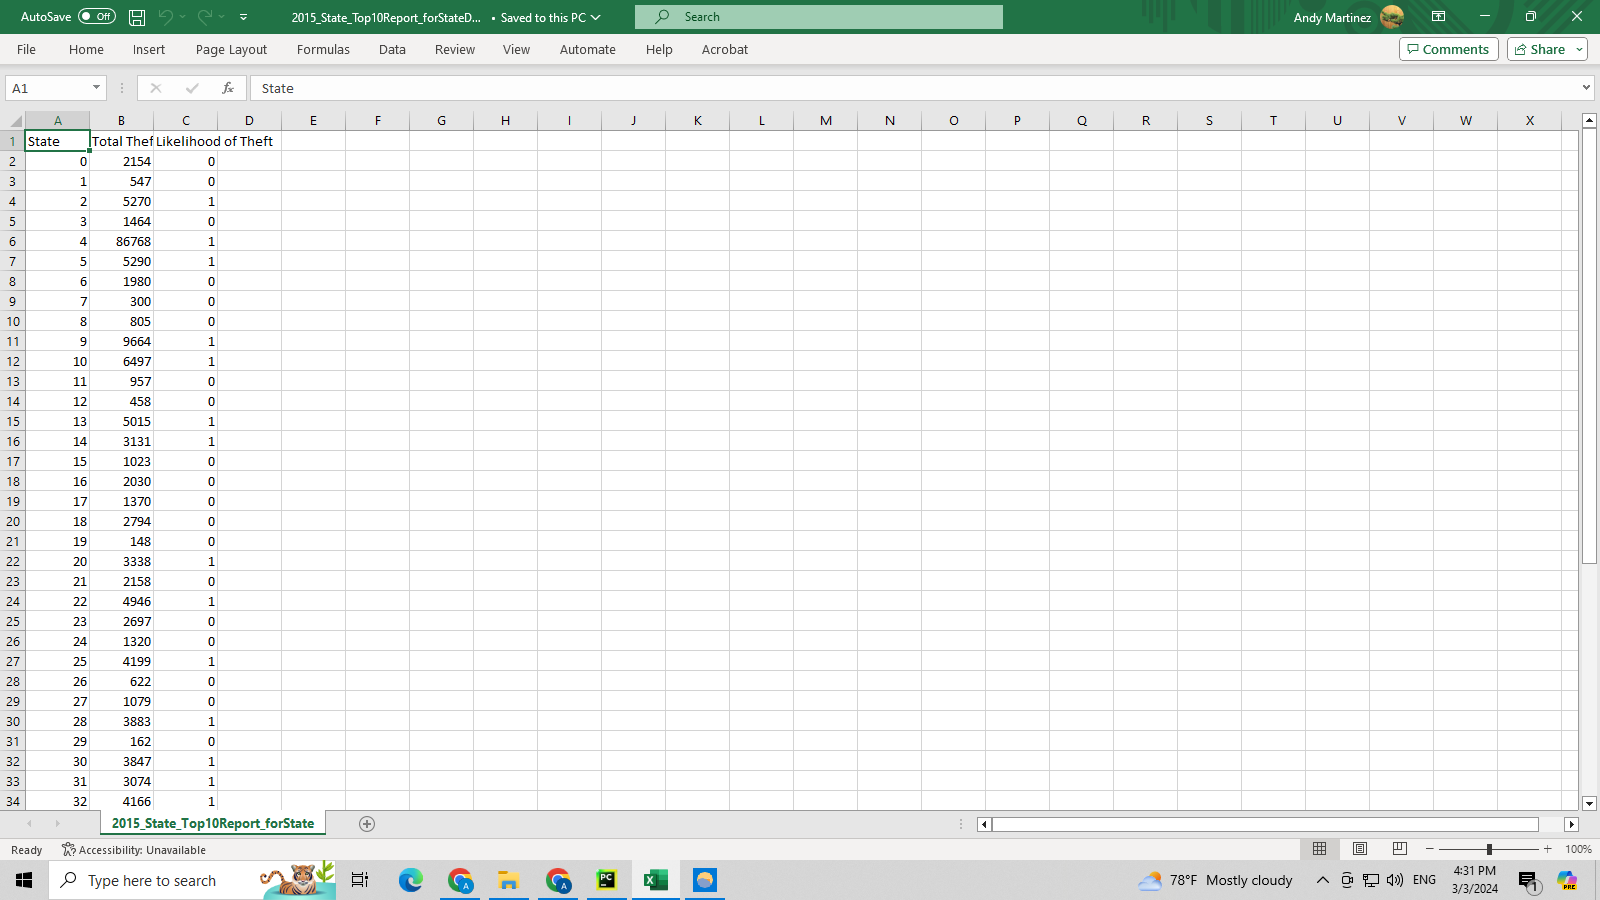 AutoSave Off 2015_State_Top10Report_forStateD... • Saved to this PC Search Andy Martinez
File Home Insert Page Layout Formulas Data Review View Automate Help Acrobat Comments Share
A1 fx State
A B C D E F G H I J K L M N O P Q R S T U V W X
1 State Total Thef Likelihood of Theft
2 0 2154 0
3 1 547 0
4 2 5270 1
5 3 1464 0
6 4 86768 1
7 5 5290 1
8 6 1980 0
9 7 300 0
10 8 805 0
11 9 9664 1
12 10 6497 1
13 11 957 0
14 12 458 0
15 13 5015 1
16 14 3131 1
17 15 1023 0
18 16 2030 0
19 17 1370 0
20 18 2794 0
21 19 148 0
22 20 3338 1
23 21 2158 0
24 22 4946 1
25 23 2697 0
26 24 1320 0
27 25 4199 1
28 26 622 0
29 27 1079 0
30 28 3883 1
31 29 162 0
32 30 3847 1
33 31 3074 1
34 32 4166 1
2015_State_Top10Report_forState
Ready Accessibility: Unavailable 100%
Type here to search 78°F Mostly cloudy ENG 4:31 PM 1
3/3/2024